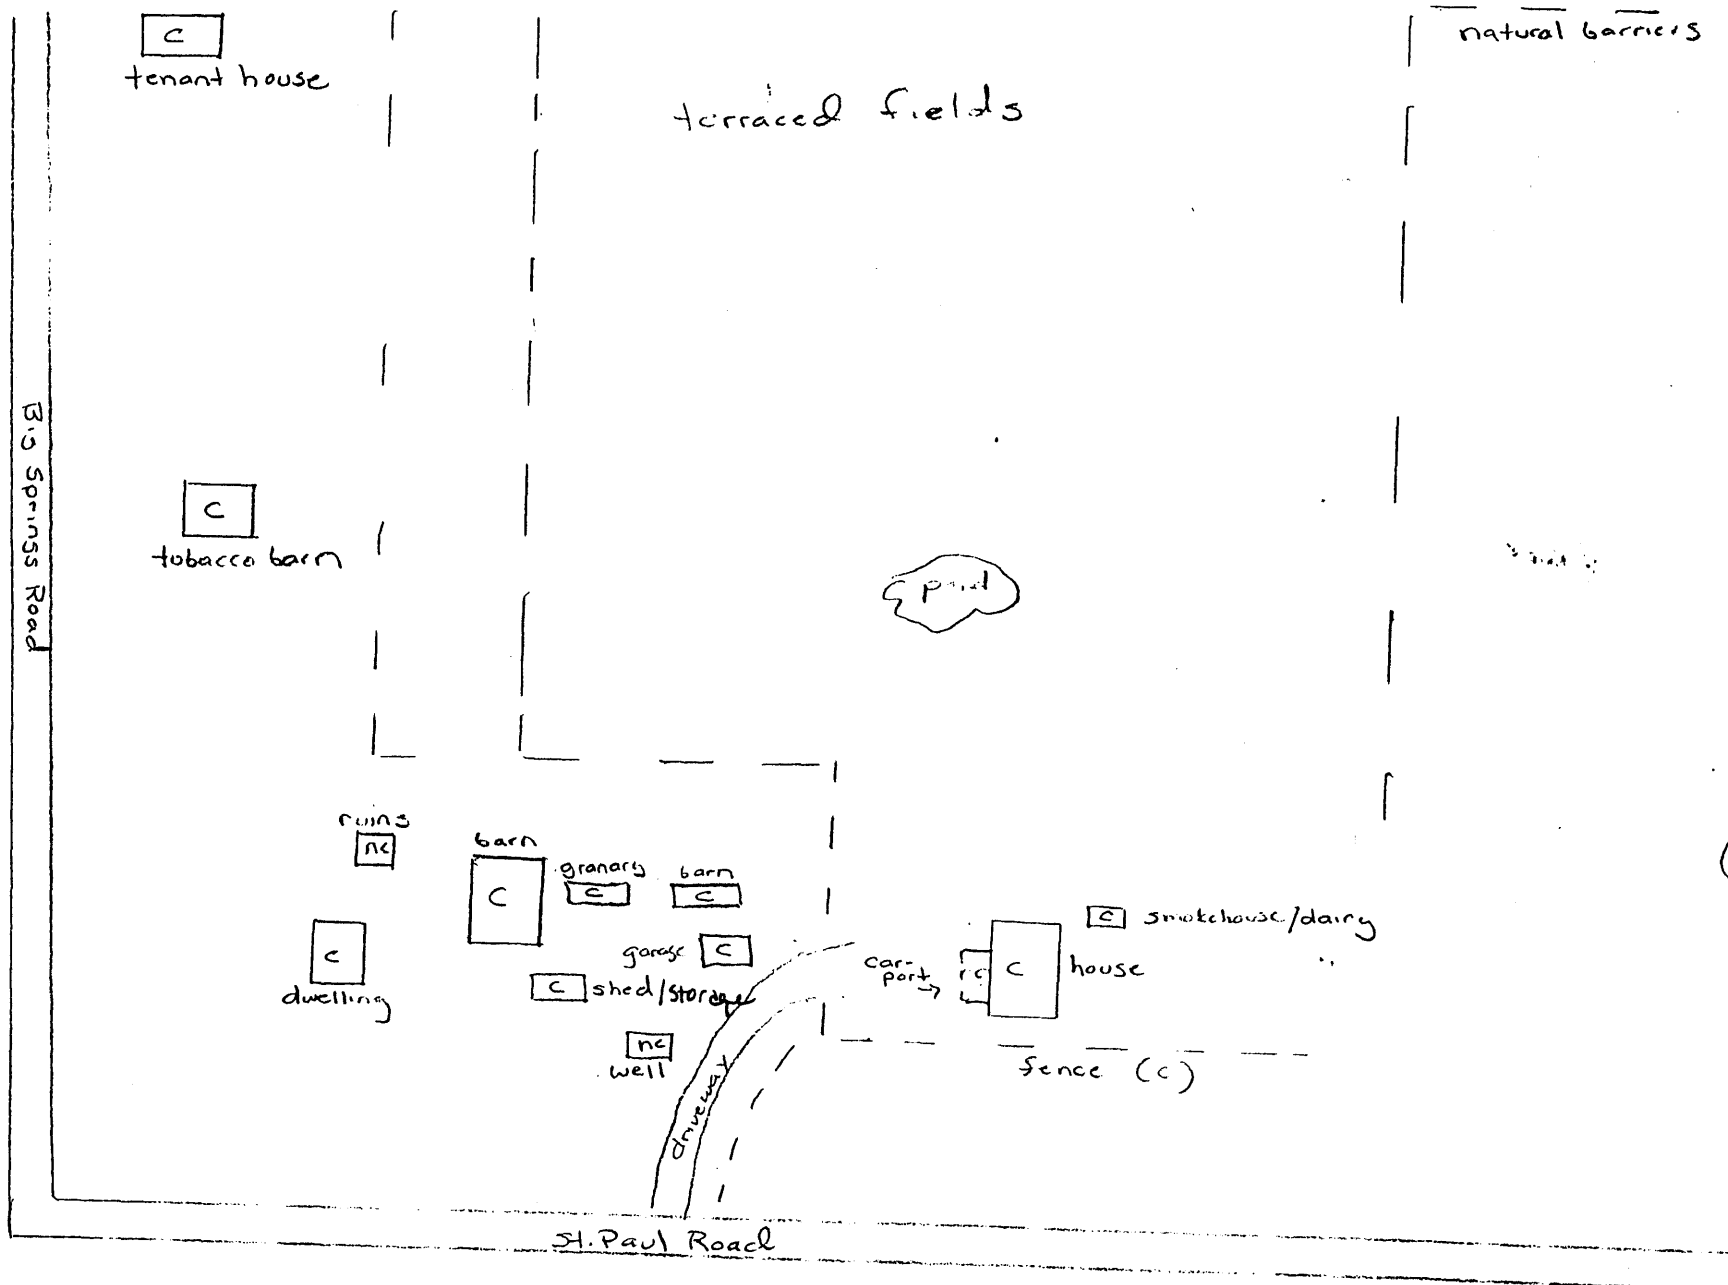 natural barriers
C
tenant house
terraced fields
Big Springs Road
C
tobacco barn
pond
ruins
nc
barn
C
granary
C
barn
C
C
smokehouse/dairy
garage
C
car-
port
C
C
house
C
dwelling
C
shed/storage
nc
well
driveway
fence (c)
St. Paul Road